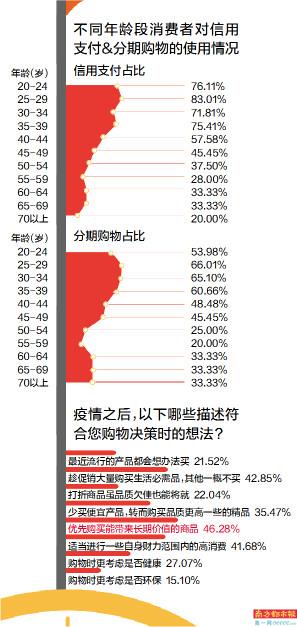 不同年龄段消费者对信用
支付&分期购物的使用情况
年龄(岁) 信用支付占比
20-24 76.11%
25-29 83.01%
30-34 71.81%
35-39 75.41%
40-44 57.58%
45-49 45.45%
50-54 37.50%
55-59 28.00%
60-64 33.33%
65-69 33.33%
70以上 20.00%
年龄(岁) 分期购物占比
20-24 53.98%
25-29 66.01%
30-34 65.10%
35-39 60.66%
40-44 48.48%
45-49 45.45%
50-54 25.00%
55-59 20.00%
60-64 33.33%
65-69 33.33%
70以上 33.33%
疫情之后,以下哪些描述符
合您购物决策时的想法?
最近流行的产品都会想办法买 21.52%
趁促销大量购买生活必需品,其他一概不买 42.85%
打折商品虽品质欠佳也能将就 22.04%
少买便宜产品,转而购买品质更高一些的精品 35.47%
优先购买能带来长期价值的商品 46.28%
适当进行一些自身财力范围内的高消费 41.68%
购物时更考虑是否健康 27.07%
购物时更考虑是否环保 15.10%
南方都市报